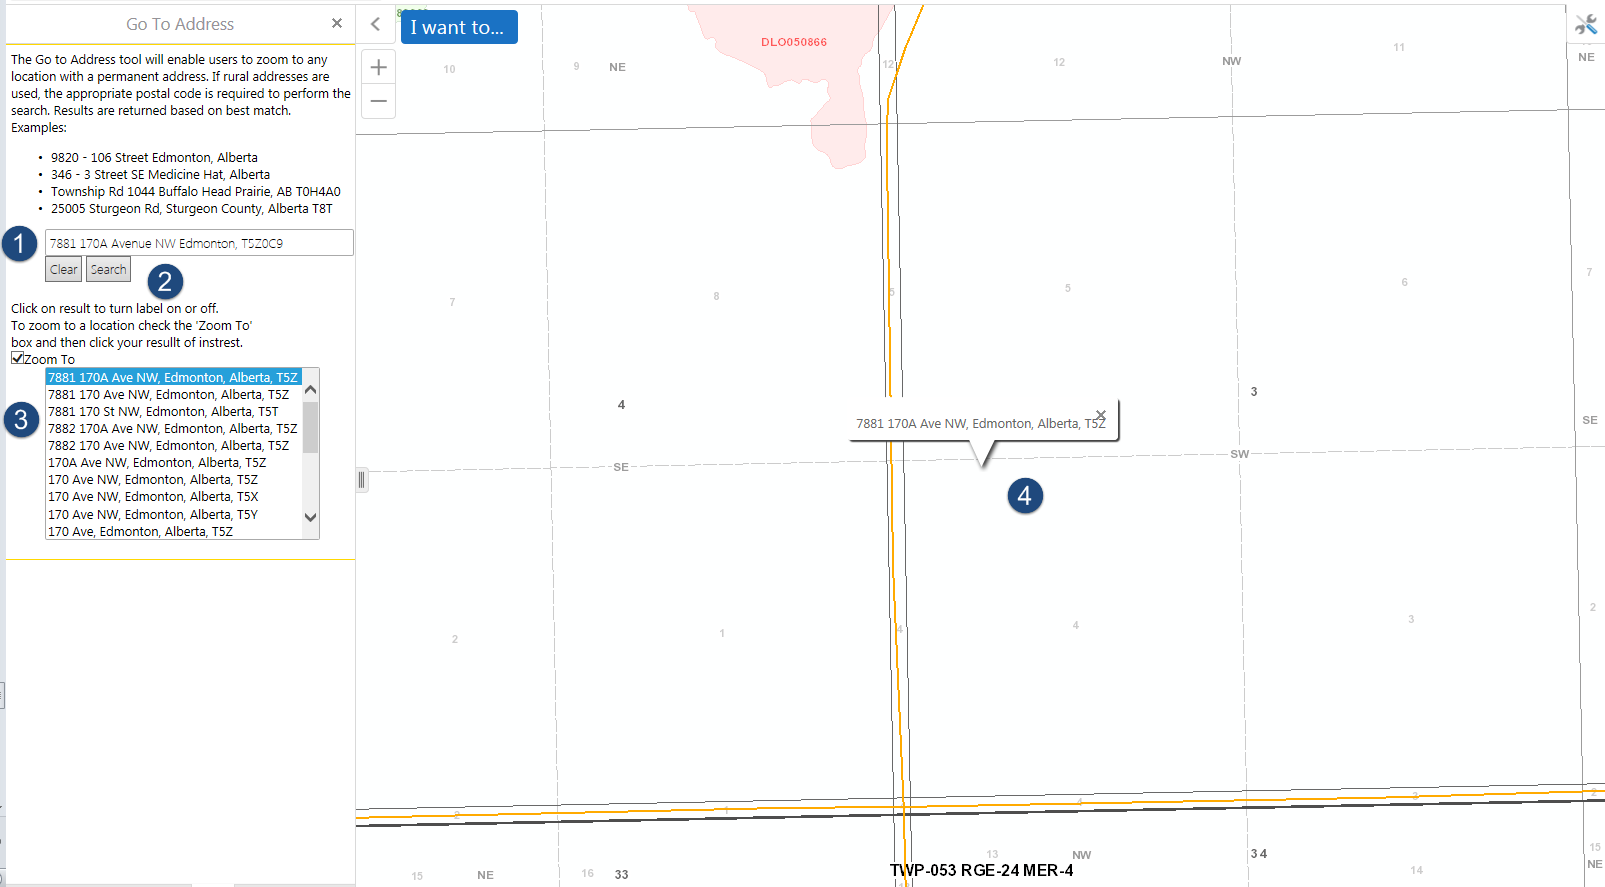 Go To Address
The Go to Address tool will enable users to zoom to any
location with a permanent address. If rural addresses are
used, the appropriate postal code is required to perform the
search. Results are returned based on best match.
Examples:
• 9820 - 106 Street Edmonton, Alberta
• 346 - 3 Street SE Medicine Hat, Alberta
• Township Rd 1044 Buffalo Head Prairie, AB T0H4A0
• 25005 Sturgeon Rd, Sturgeon County, Alberta T8T
1
7881 170A Avenue NW Edmonton, T5Z0C9
Clear Search
2
Click on result to turn label on or off.
To zoom to a location check the 'Zoom To'
box and then click your resullt of instrest.
Zoom To
3
7881 170A Ave NW, Edmonton, Alberta, T5Z
7881 170 Ave NW, Edmonton, Alberta, T5Z
7881 170 St NW, Edmonton, Alberta, T5T
7882 170A Ave NW, Edmonton, Alberta, T5Z
7882 170 Ave NW, Edmonton, Alberta, T5Z
170A Ave NW, Edmonton, Alberta, T5Z
170 Ave NW, Edmonton, Alberta, T5Z
170 Ave NW, Edmonton, Alberta, T5X
170 Ave NW, Edmonton, Alberta, T5Y
170 Ave, Edmonton, Alberta, T5Z
I want to...
DLO050866
11
NE
10 9 NE 12 12 NW
7 8 5 5 6 7
4 3
7881 170A Ave NW, Edmonton, Alberta, T5Z
SE
SE SW
4
2 1 4 4 3 2
2 1 4 3 2
15 NE 16 33 13 NW 34 14 15
NE
TWP-053 RGE-24 MER-4